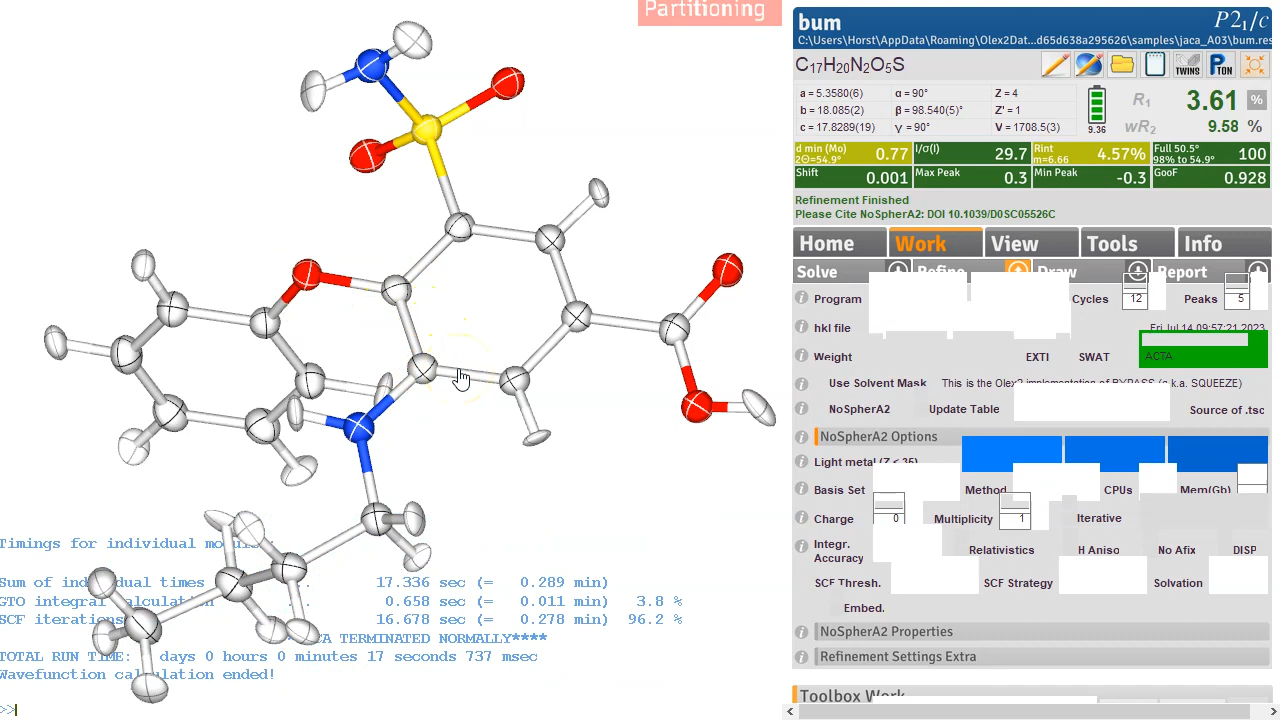 Partitioning
bum
P2₁/c
C:\Users\Horst\AppData\Roaming\Olex2Dat...d65d638a295626\samples\jaca_A03\bum.res
C₁₇H₂₀N₂O₅S
TWINS
PTON
a = 5.3580(6) α = 90° Z = 4
b = 18.085(2) β = 98.540(5)° Z' = 1
c = 17.8289(19) γ = 90° V = 1708.5(3)
9.36
R₁ 3.61 %
wR₂ 9.58 %
d min (Mo) 2Θ=54.9° 0.77 I/σ(I) 29.7 Rint m=6.66 4.57% Full 50.5° 98% to 54.9° 100
Shift 0.001 Max Peak 0.3 Min Peak -0.3 GooF 0.928
Refinement Finished
Please Cite NoSpherA2: DOI 10.1039/D0SC05526C
Home Work View Tools Info
Solve Refine Draw Report
Program Cycles 12 Peaks 5
hkl file Fri Jul 14 09:57:21 2023
Weight EXTI SWAT ACTA
Use Solvent Mask This is the Olex2 implementation of BYPASS (a.k.a. SQUEEZE)
NoSpherA2 Update Table Source of .tsc
NoSpherA2 Options
Light metal (Z < 35)
Basis Set Method CPUs Mem(Gb)
Charge 0 Multiplicity 1 Iterative
Integr. Accuracy Relativistics H Aniso No Afix DISP
SCF Thresh. SCF Strategy Solvation
Embed.
NoSpherA2 Properties
Refinement Settings Extra
Toolbox Work
Timings for individual
Sum of individual times ... 17.336 sec (= 0.289 min)
GTO integral calculation ... 0.658 sec (= 0.011 min) 3.8 %
SCF iterations 16.678 sec (= 0.278 min) 96.2 %
TERMINATED NORMALLY****
TOTAL RUN TIME: days 0 hours 0 minutes 17 seconds 737 msec
Wavefunction calculation ended!
>>